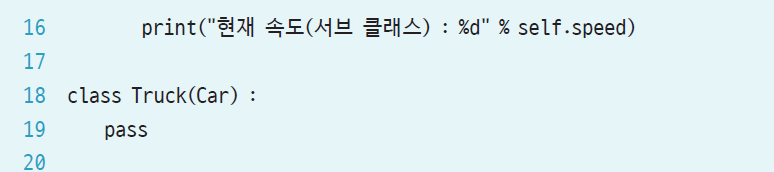 16 print("현재 속도(서브 클래스) : %d" % self.speed)
17
18 class Truck(Car) :
19 pass
20